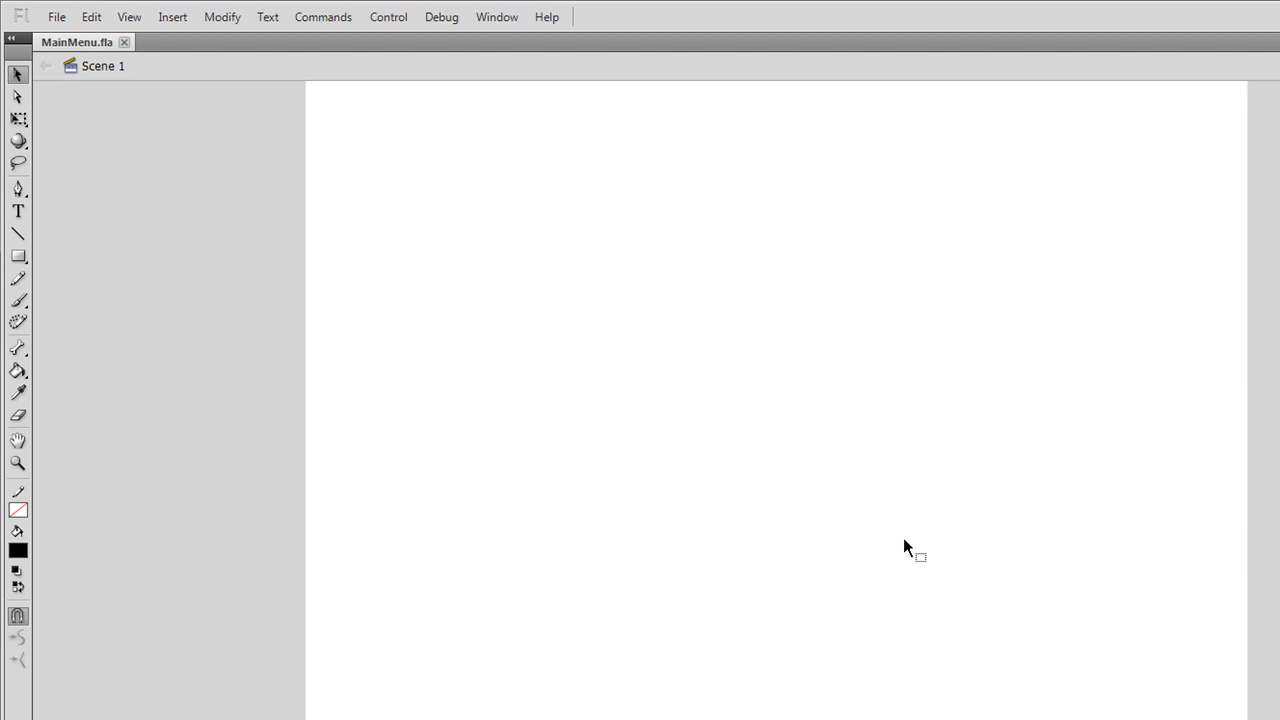 Fl File Edit View Insert Modify Text Commands Control Debug Window Help
MainMenu.fla
Scene 1
T